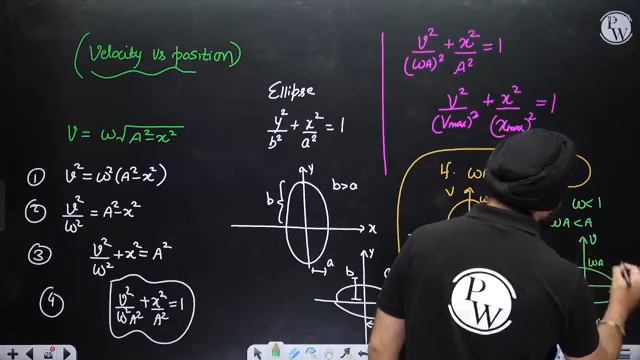 (Velocity vs position)
V = ω√A²-x²
① v² = ω²(A²-x²)
② v²/ω² = A²-x²
③ v²/ω² + x² = A²
④ v²/ω²A² + x²/A² = 1
Ellipse
y²/b² + x²/a² = 1
y
b
b>a
x
a
y
b
v²/(ωA)² + x²/A² = 1
v²/(Vmax)² + x²/(xmax)² = 1
If
V
ω<1
ωA<A
V
ωA
PW
PW